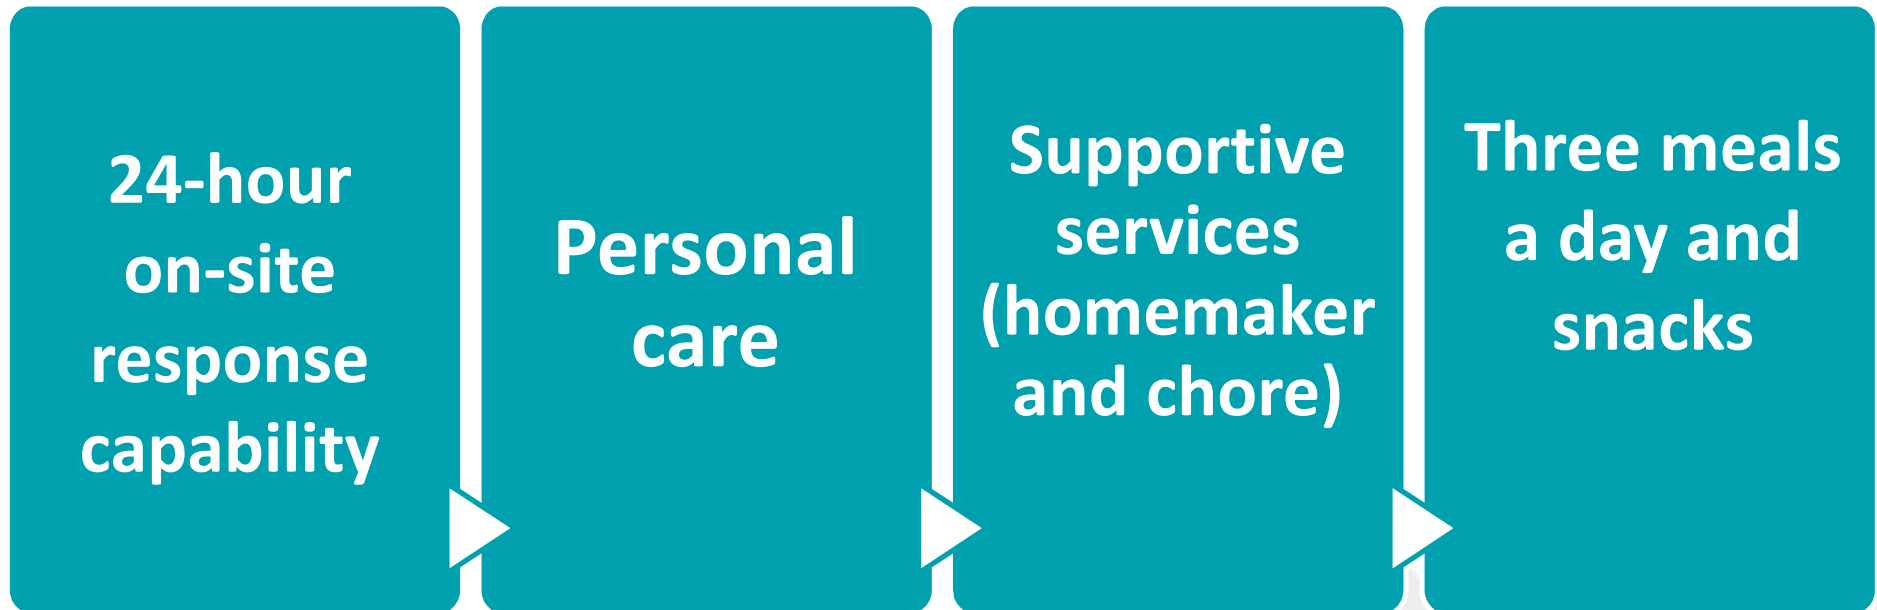 24-hour
on-site
response
capability
Personal
care
Supportive
services
(homemaker
and chore)
Three meals
a day and
snacks